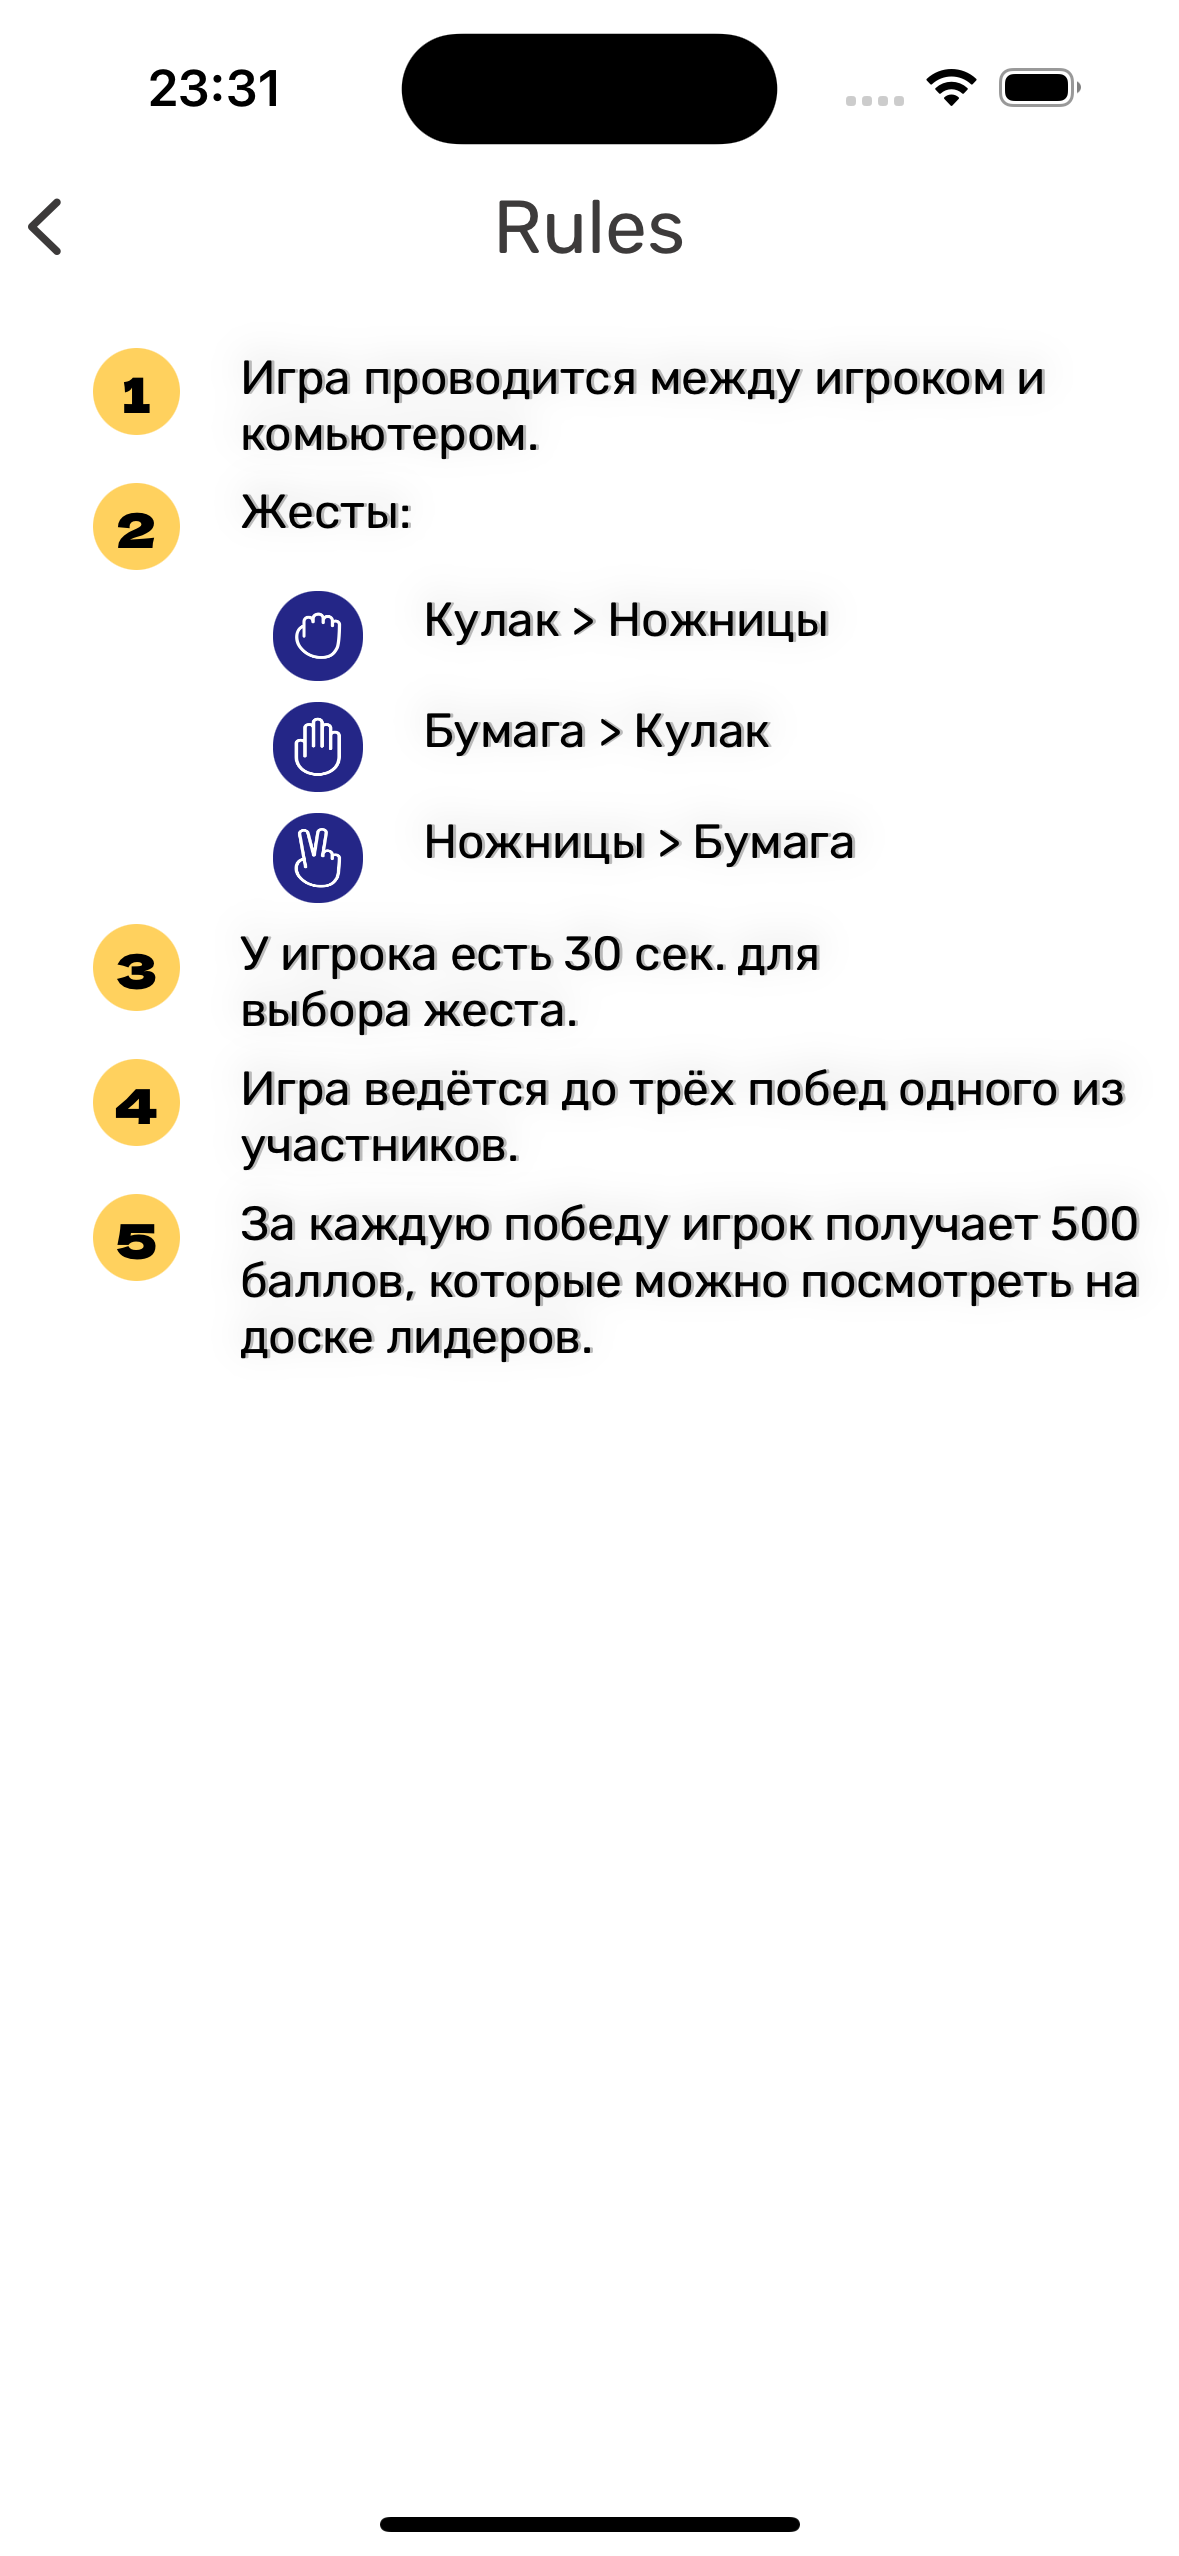 23:31
Rules
1 Игра проводится между игроком и
комьютером.
2 Жесты:
Кулак > Ножницы
Бумага > Кулак
Ножницы > Бумага
3 У игрока есть 30 сек. для
выбора жеста.
4 Игра ведётся до трёх побед одного из
участников.
5 За каждую победу игрок получает 500
баллов, которые можно посмотреть на
доске лидеров.